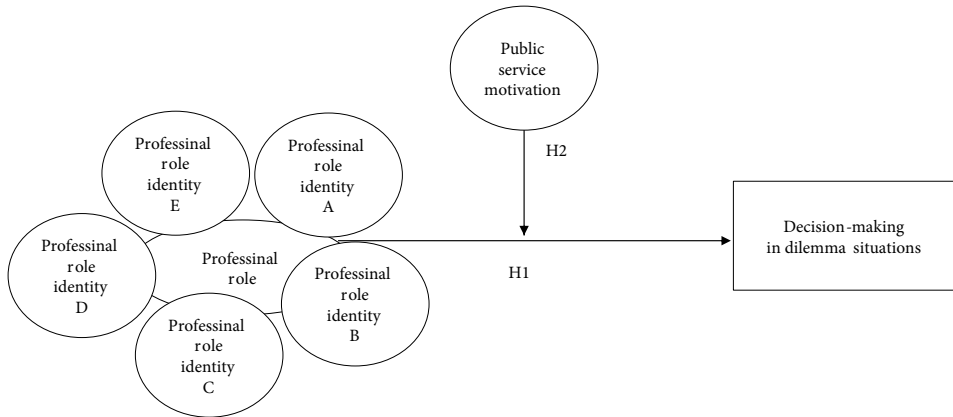 Public
service
motivation
H2
Professinal
role
identity
E
Professinal
role
identity
A
Professinal
role
identity
D
Professinal
role
Professinal
role
identity
B
Professinal
role
identity
C
H1
Decision-making
in dilemma situations